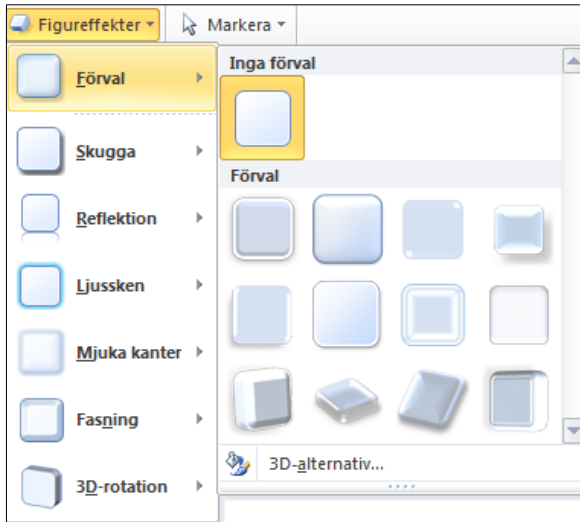 Figureffekter
Markera
Förval
Skugga
Reflektion
Ljussken
Mjuka kanter
Fasning
3D-rotation
Inga förval
Förval
3D-alternativ...